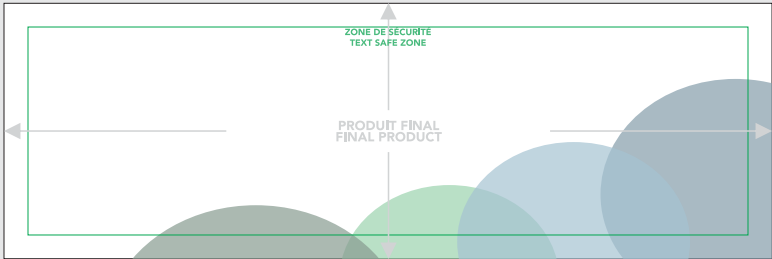 ZONE DE SÉCURITÉ
TEXT SAFE ZONE
PRODUIT FINAL
FINAL PRODUCT